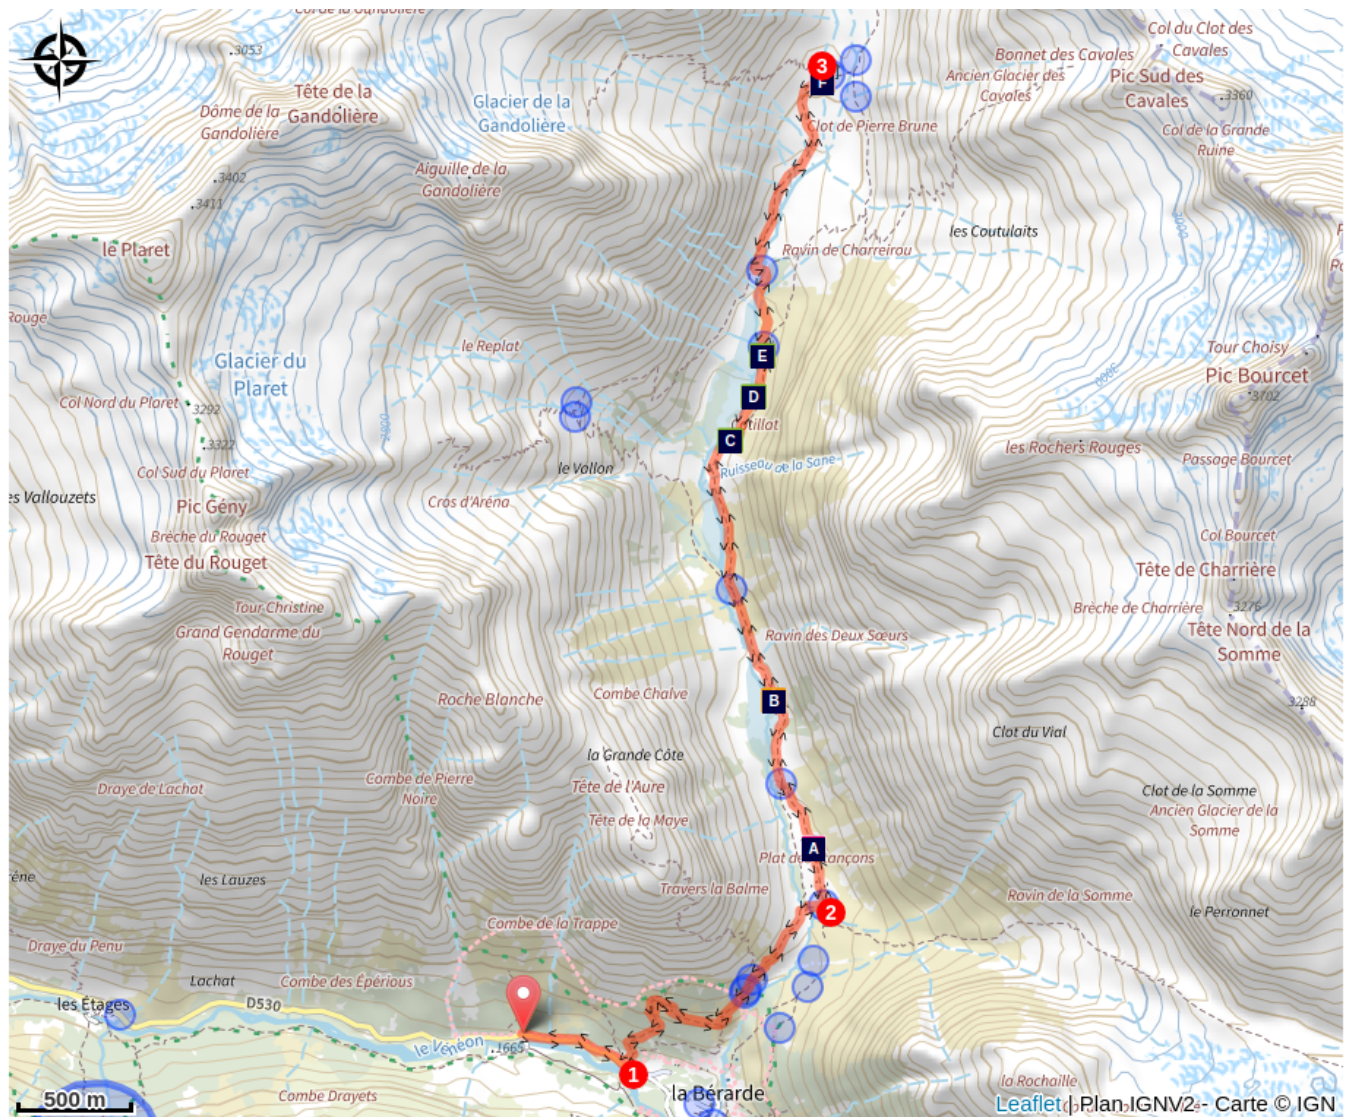 Col de la Gandolière
Col du Clot des
Cavales
3053
Bonnet des Cavales
3
Pic Sud des
Cavales
Ancien Glacier des
Cavales
F
Tête de la
Gandolière
Glacier de la
Gandolière
3360
Dôme de la
Gandolière
Clot de Pierre Brune
Col de la Grande
Ruine
Aiguille de la
Gandolière
3402
3411
3000
les Coutulaits
le Plaret
Ravin de Charreirou
Rouge
le Replat
Tour Choisy
E
Glacier du
Plaret
Pic Bourcet
3000
3702
D
Col Nord du Plaret
3292
2800
C
3322
les Rochers Rouges
Passage Bourcet
Ruisseau de la Sane
le Vallon
Col Sud du Plaret
es Vallouzets
Cros d'Aréna
Pic Gény
Brèche du Rouget
Col Bourcet
Tête du Rouget
Tête de Charrière
Tour Christine
Brèche de Charrière
3276
Grand Gendarme du
Rouget
Ravin des Deux Sœurs
Tête Nord de la
Somme
Roche Blanche
Combe Chalve
B
3288
Clot du Vial
la Grande Côte
Combe de Pierre
Noire
Draye de Lachat
Tête de l'Aure
Clot de la Somme
Ancien Glacier de la
Somme
Tête de la Maye
A
les Lauzes
Travers la Balme
Ravin de la Somme
2
le Perronnet
Combe de la Trappe
Draye du Penu
Lachat
Combe des Épérious
les Étages
D530
le Vénéon
1665
1
la Bérarde
la Rochaille
Combe Drayets
500 m
Leaflet | Plan IGNV2 - Carte © IGN